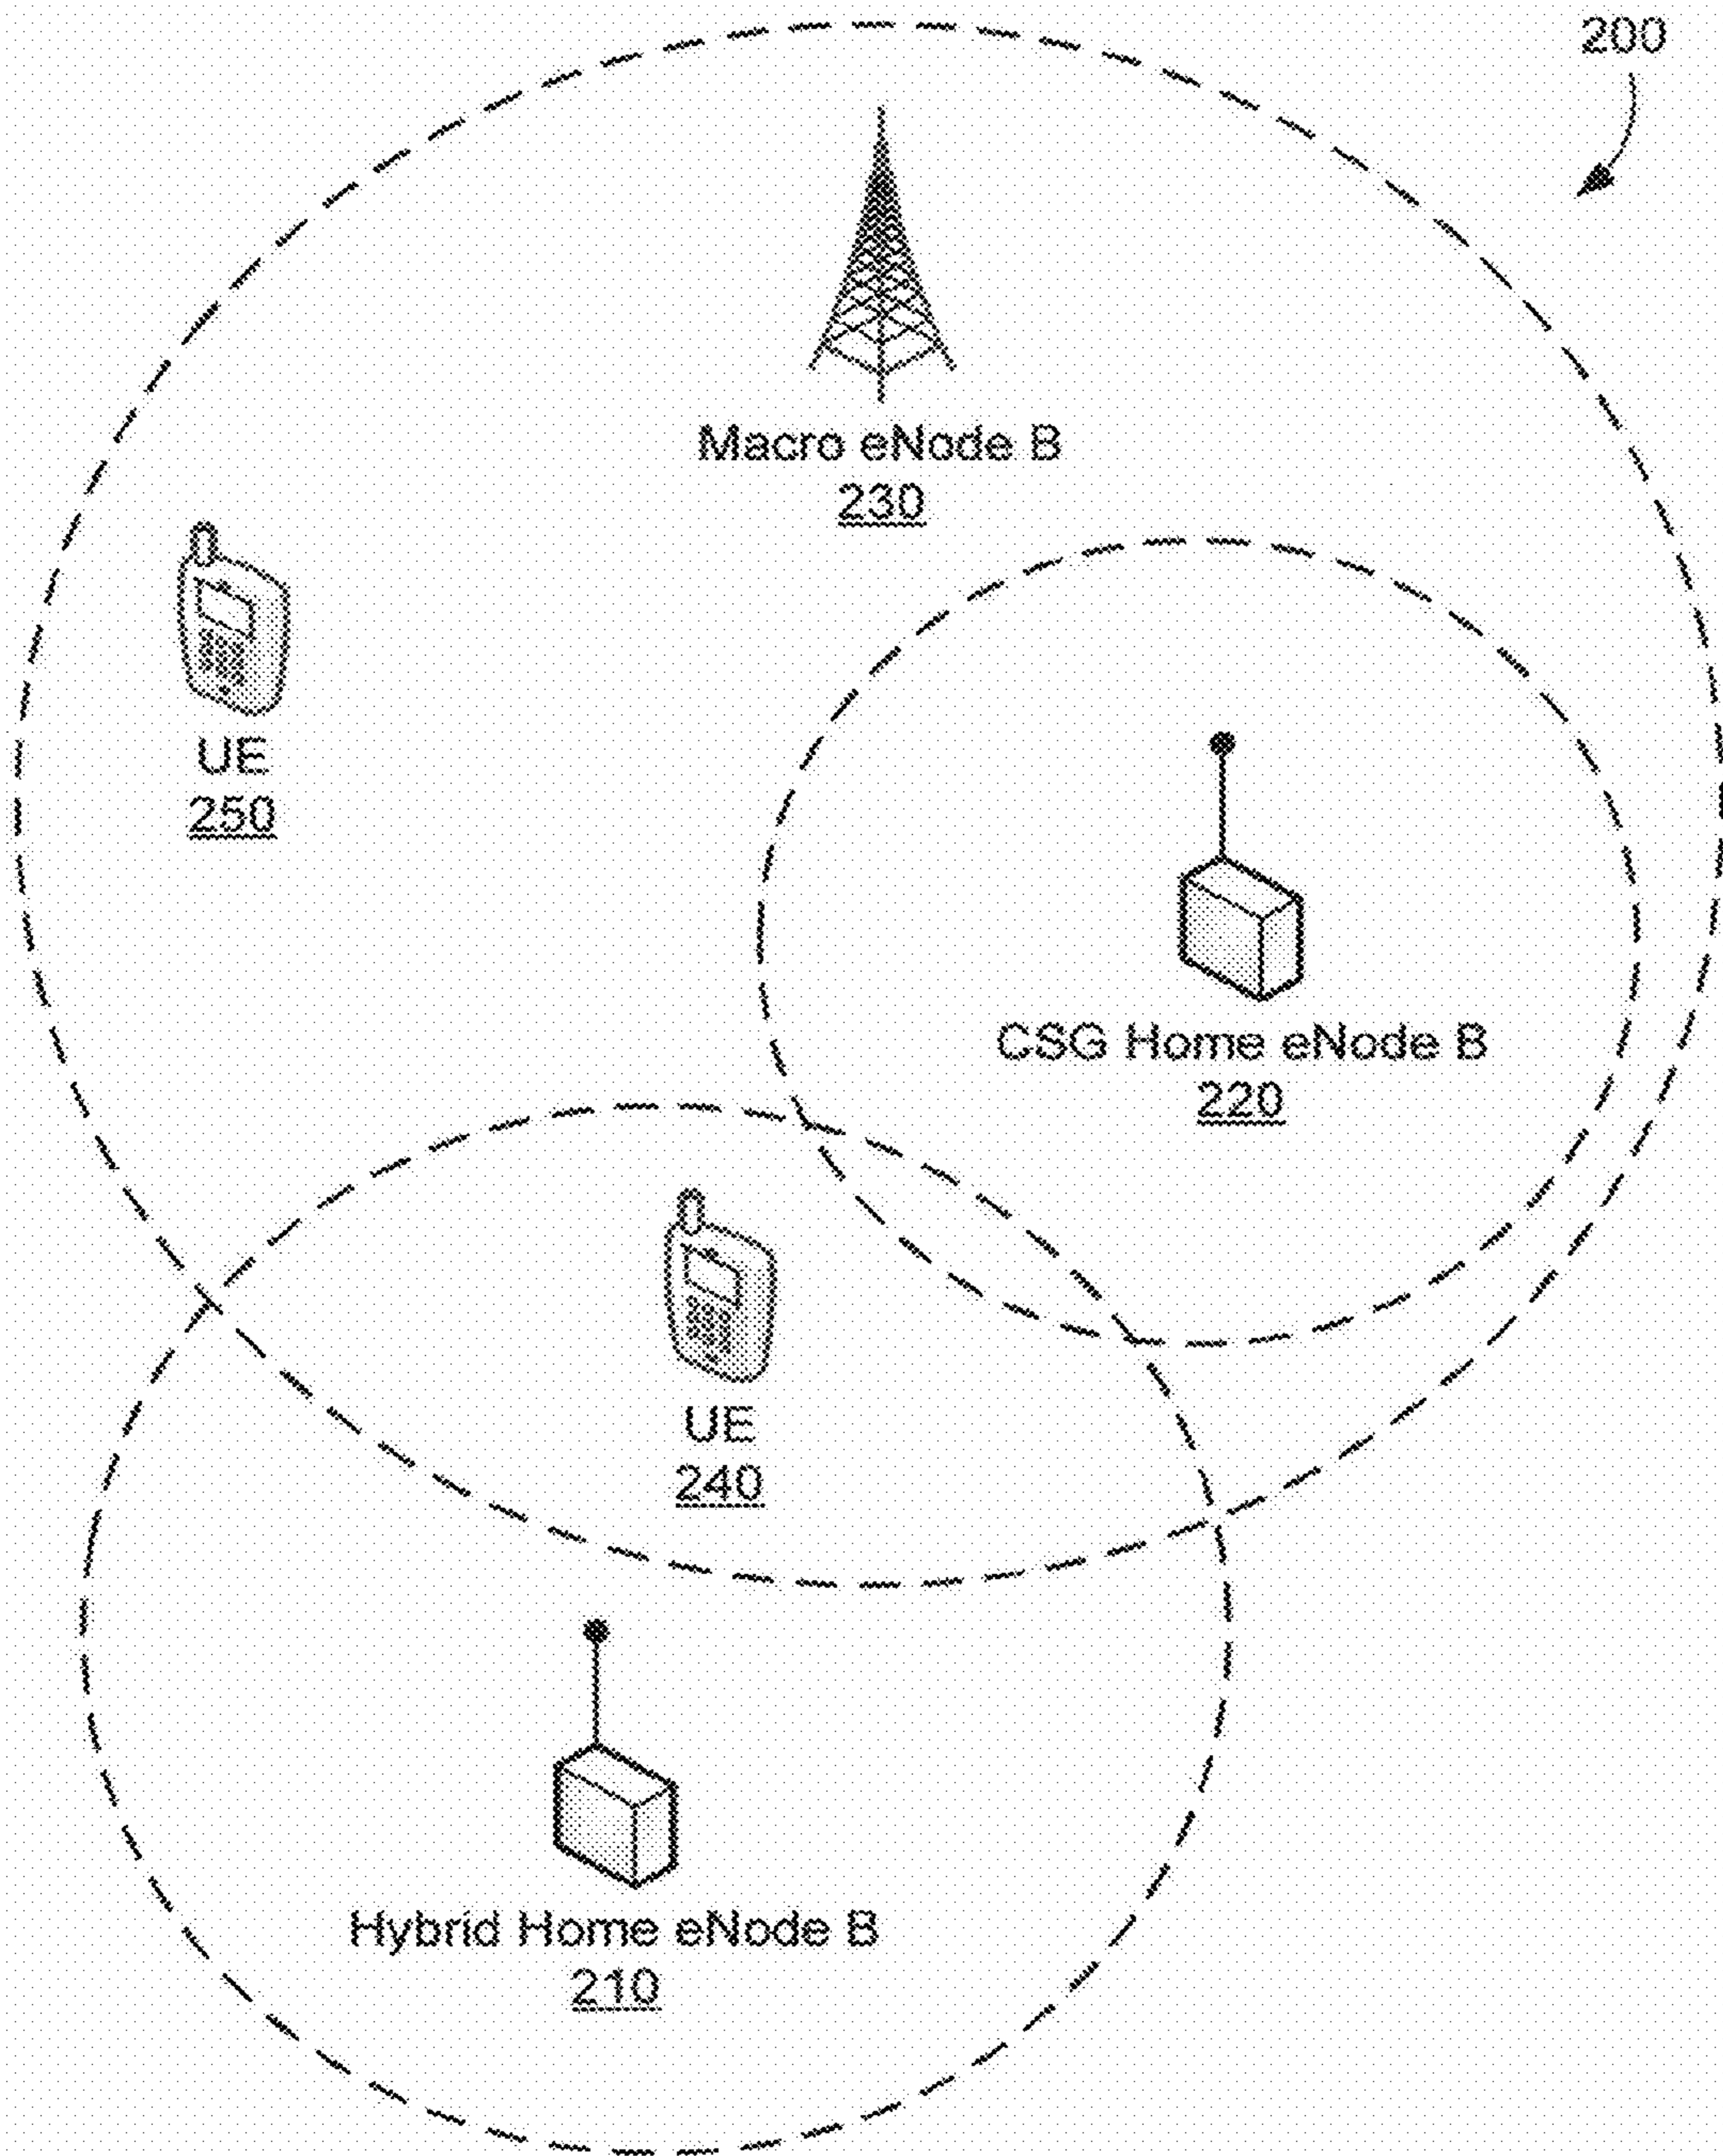 200
Macro eNode B
230
UE
250
CSG Home eNode B
220
UE
240
Hybrid Home eNode B
210